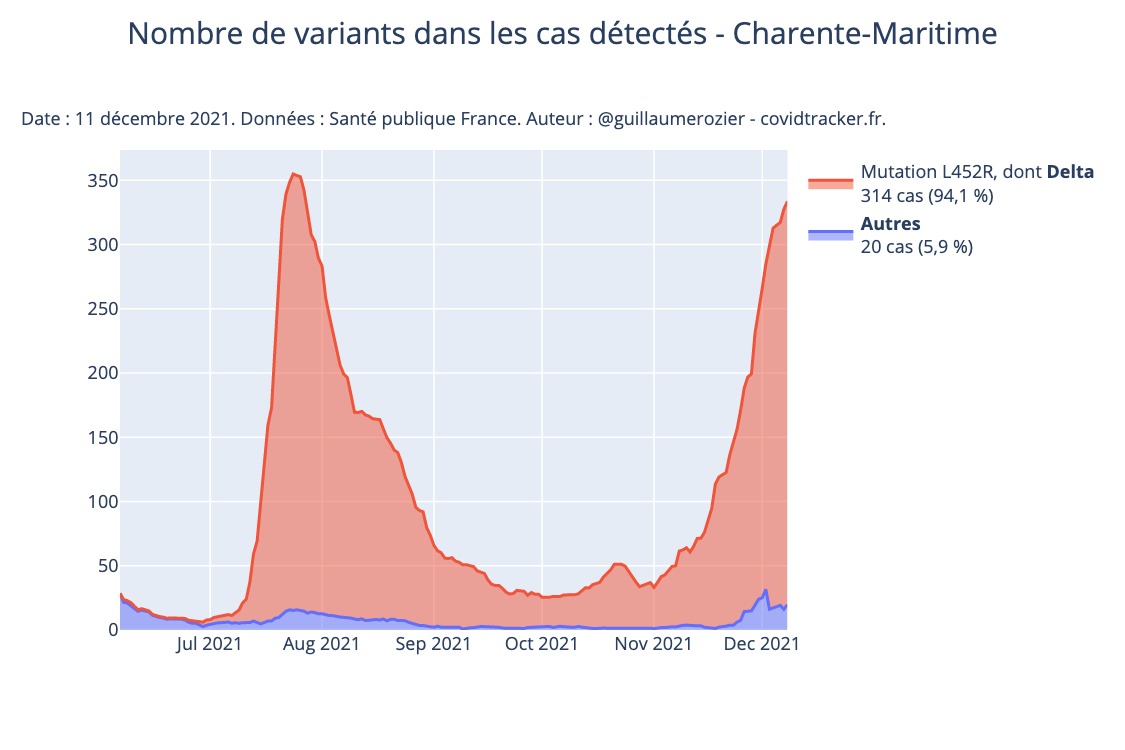 Nombre de variants dans les cas détectés - Charente-Maritime
Date : 11 décembre 2021. Données : Santé publique France. Auteur : @guillaumerozier - covidtracker.fr.
Mutation L452R, dont Delta
314 cas (94,1 %)
Autres
20 cas (5,9 %)
350
300
250
200
150
100
50
0
Jul 2021
Aug 2021
Sep 2021
Oct 2021
Nov 2021
Dec 2021